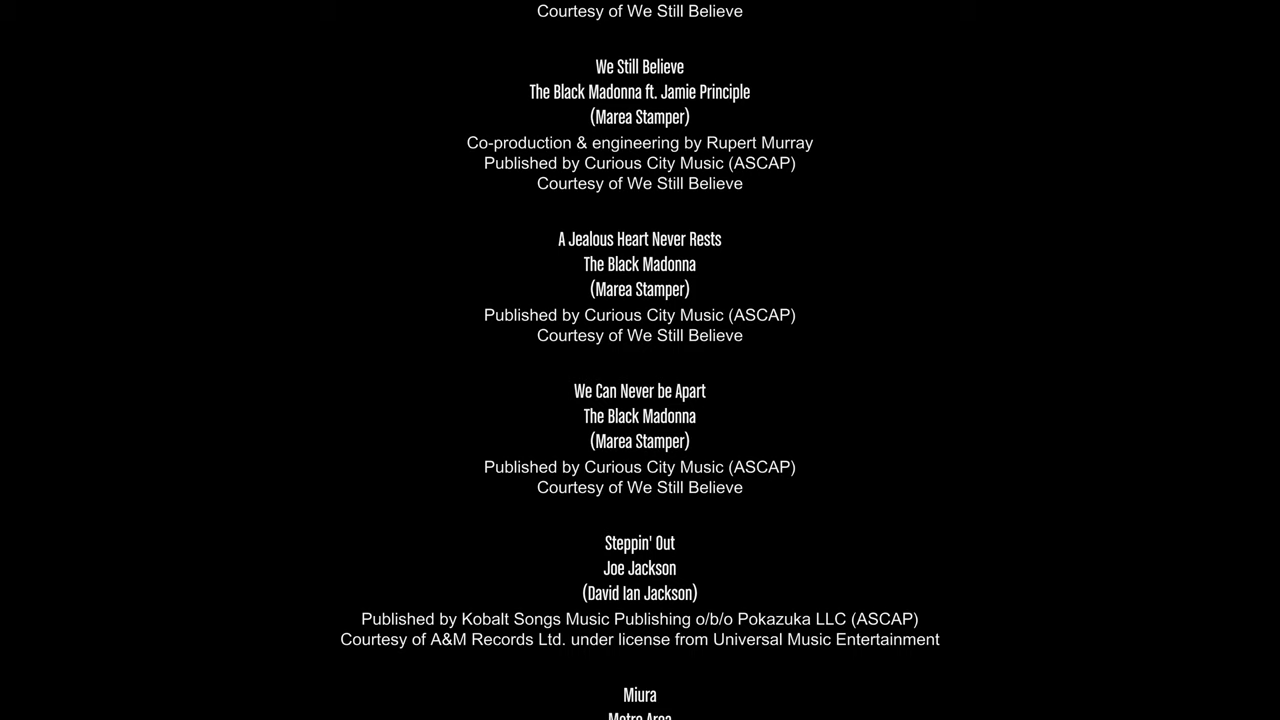 Courtesy of We Still Believe
We Still Believe
The Black Madonna ft. Jamie Principle
(Marea Stamper)
Co-production & engineering by Rupert Murray
Published by Curious City Music (ASCAP)
Courtesy of We Still Believe
A Jealous Heart Never Rests
The Black Madonna
(Marea Stamper)
Published by Curious City Music (ASCAP)
Courtesy of We Still Believe
We Can Never be Apart
The Black Madonna
(Marea Stamper)
Published by Curious City Music (ASCAP)
Courtesy of We Still Believe
Steppin' Out
Joe Jackson
(David Ian Jackson)
Published by Kobalt Songs Music Publishing o/b/o Pokazuka LLC (ASCAP)
Courtesy of A&M Records Ltd. under license from Universal Music Entertainment
Miura
Metro Area